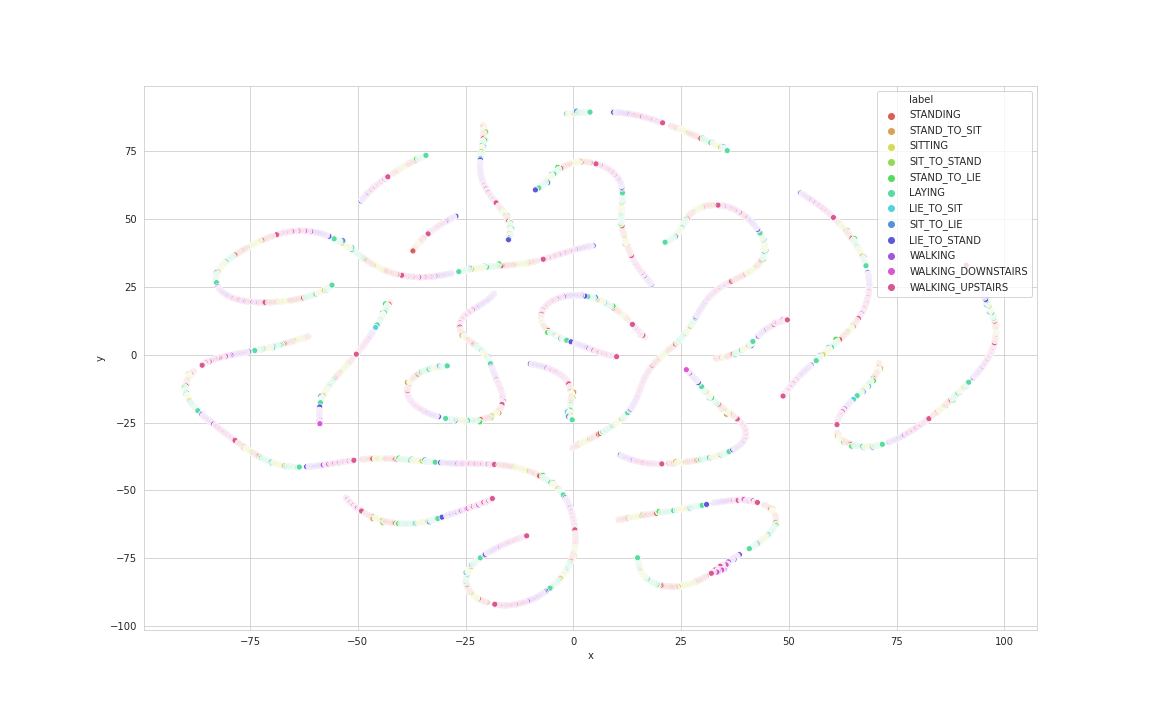 label
STANDING
STAND_TO_SIT
SITTING
SIT_TO_STAND
STAND_TO_LIE
LAYING
LIE_TO_SIT
SIT_TO_LIE
LIE_TO_STAND
WALKING
WALKING_DOWNSTAIRS
WALKING_UPSTAIRS
75
50
25
0
−25
−50
−75
−100
y
−75
−50
−25
0
25
50
75
100
x